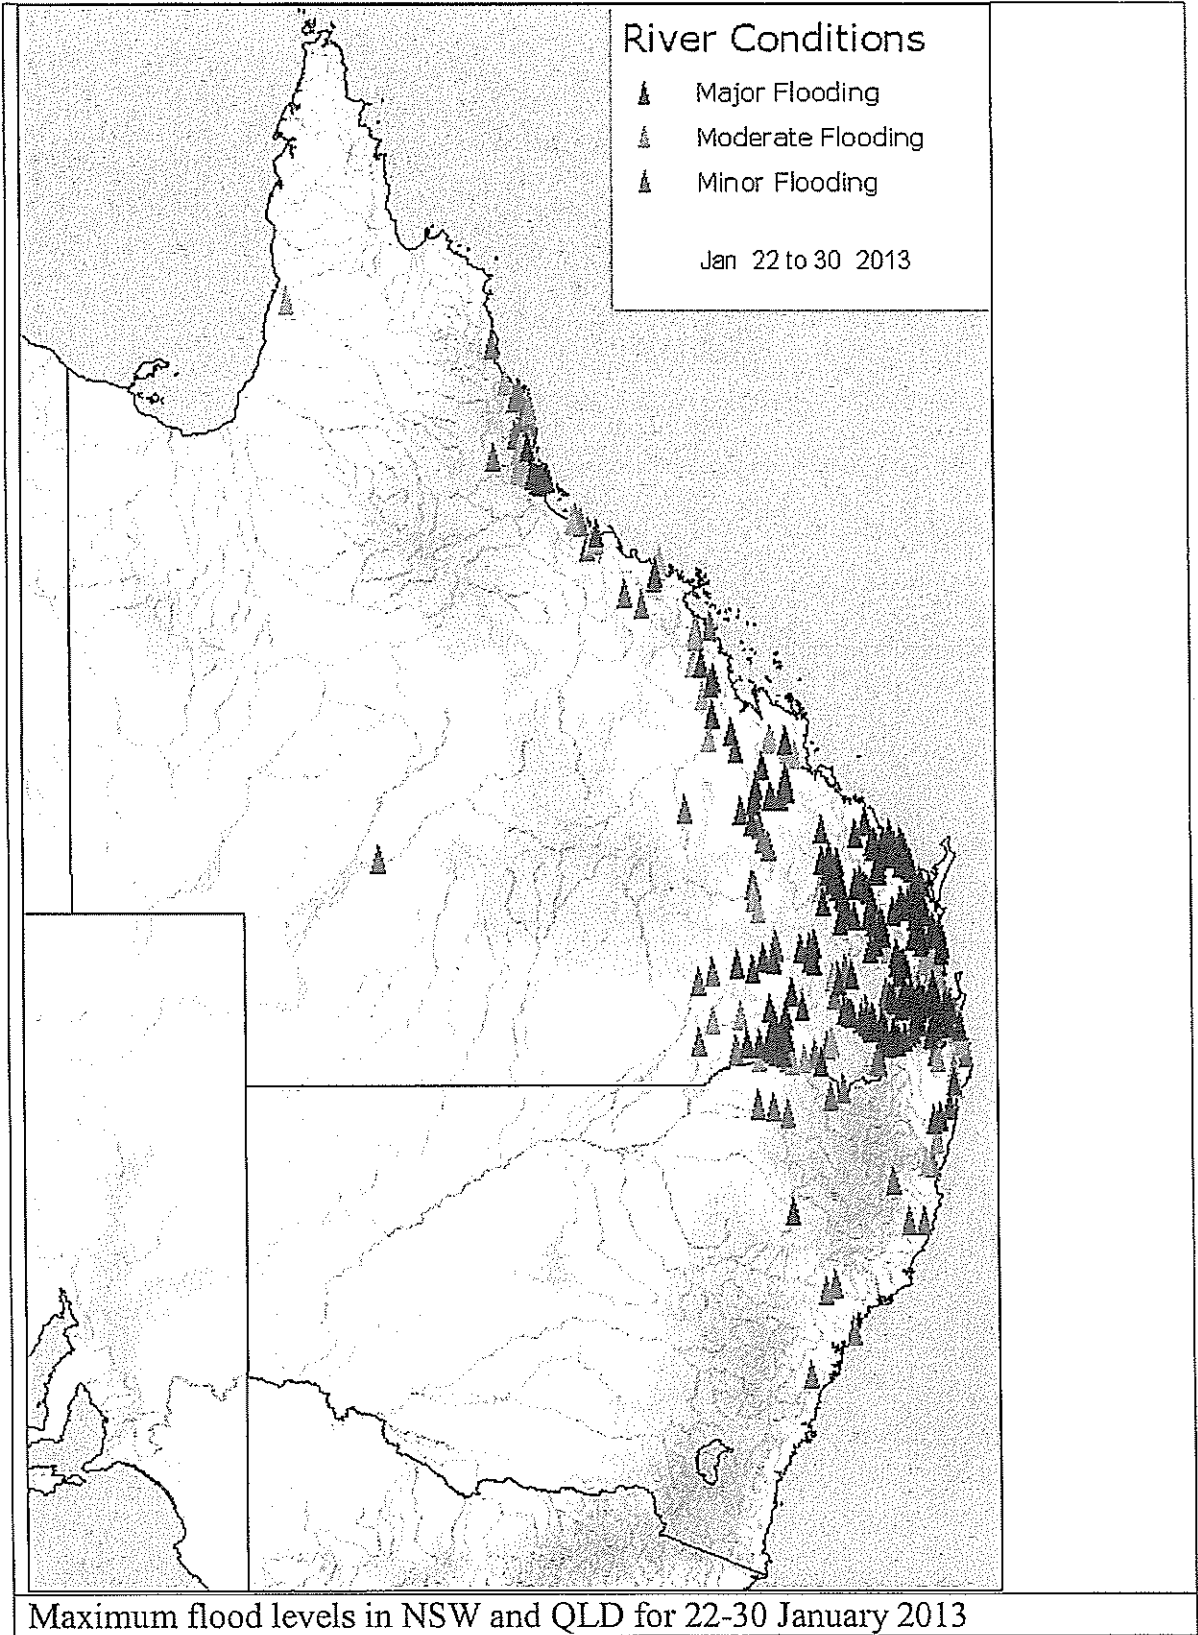 River Conditions
Major Flooding
Moderate Flooding
Minor Flooding
Jan 22 to 30 2013
Maximum flood levels in NSW and QLD for 22-30 January 2013